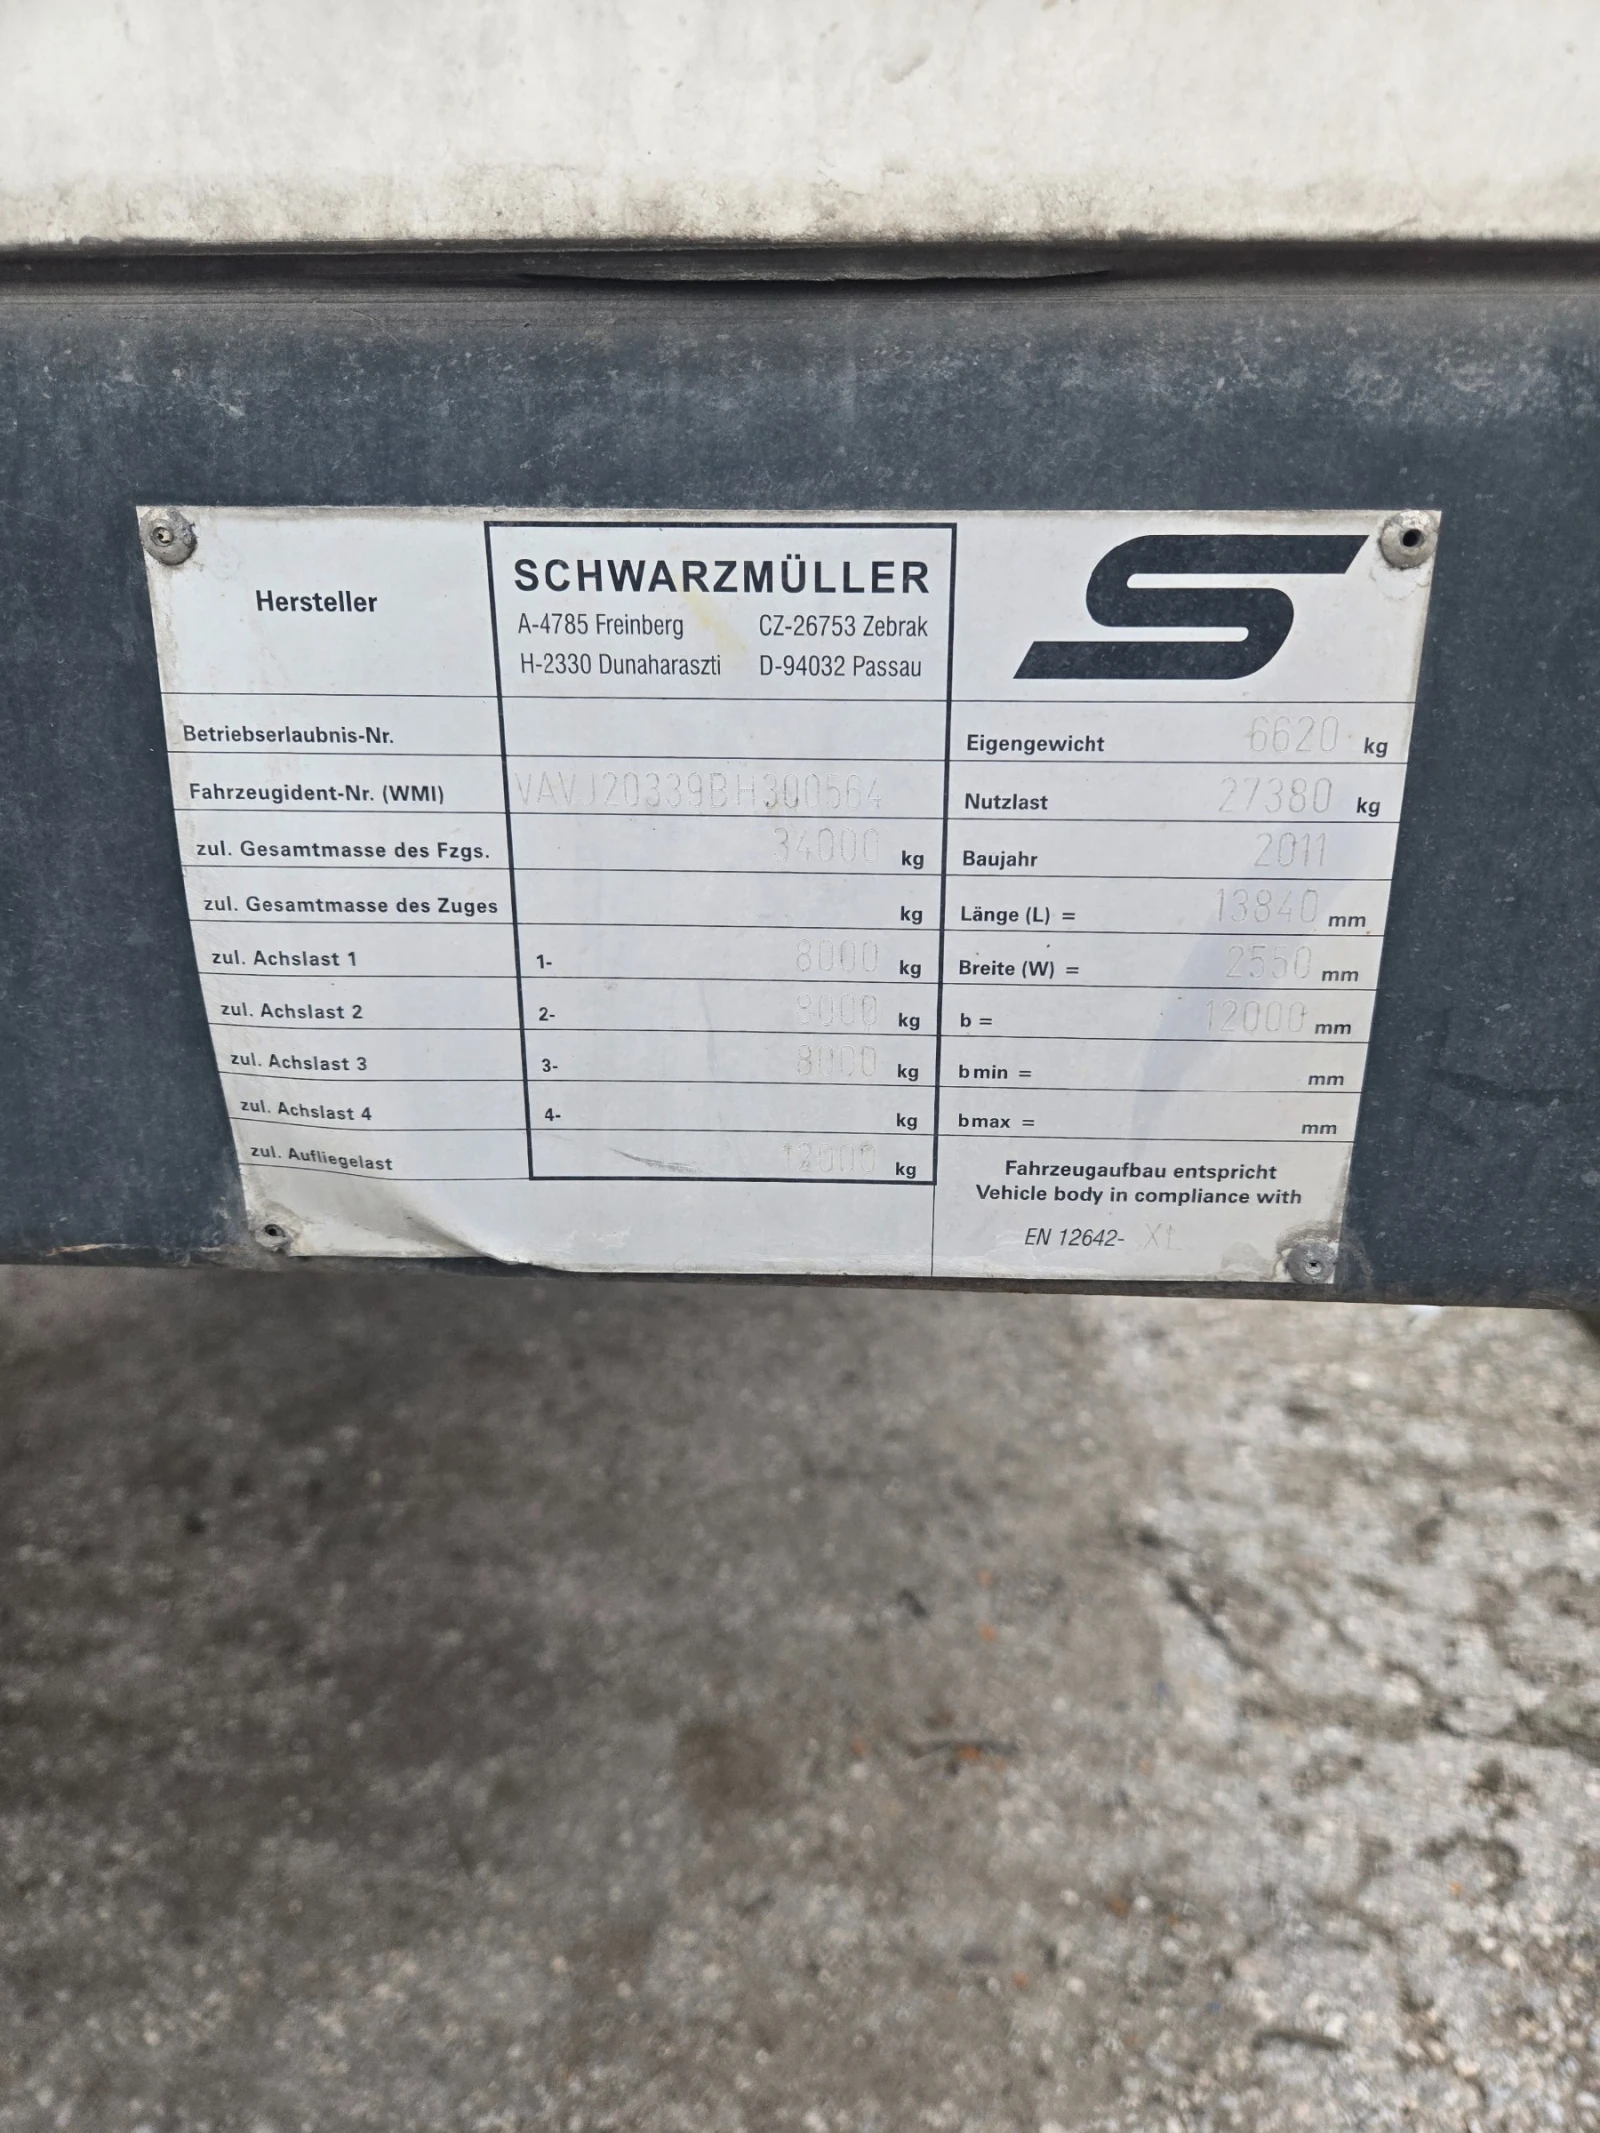 Hersteller
SCHWARZMÜLLER
A-4785 Freinberg CZ-26753 Zebrak
H-2330 Dunaharaszti D-94032 Passau
Betriebserlaubnis-Nr.
Fahrzeugident-Nr. (WMI) VAVJ20339BH300564
zul. Gesamtmasse des Fzgs. 34000 kg
zul. Gesamtmasse des Zuges kg
zul. Achslast 1 1- 8000 kg
zul. Achslast 2 2- 8000 kg
zul. Achslast 3 3- 8000 kg
zul. Achslast 4 4- kg
zul. Aufliegelast 12000 kg
Eigengewicht 6620 kg
Nutzlast 27380 kg
Baujahr 2011
Länge (L) = 13840 mm
Breite (W) = 2550 mm
b = 12000 mm
b min = mm
b max = mm
Fahrzeugaufbau entspricht
Vehicle body in compliance with
EN 12642- XL